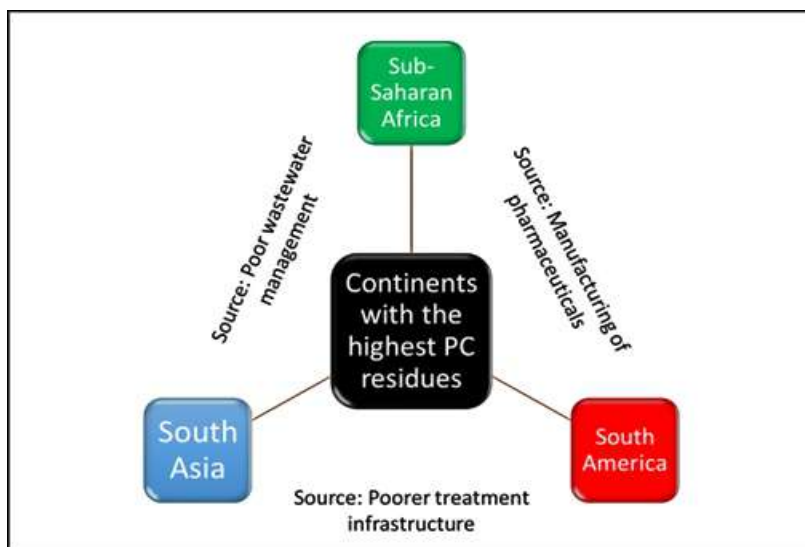 Sub-
Saharan
Africa
Source: Poor wastewater
management
Source: Manufacturing of
pharmaceuticals
Continents
with the
highest PC
residues
South
Asia
South
America
Source: Poorer treatment
infrastructure